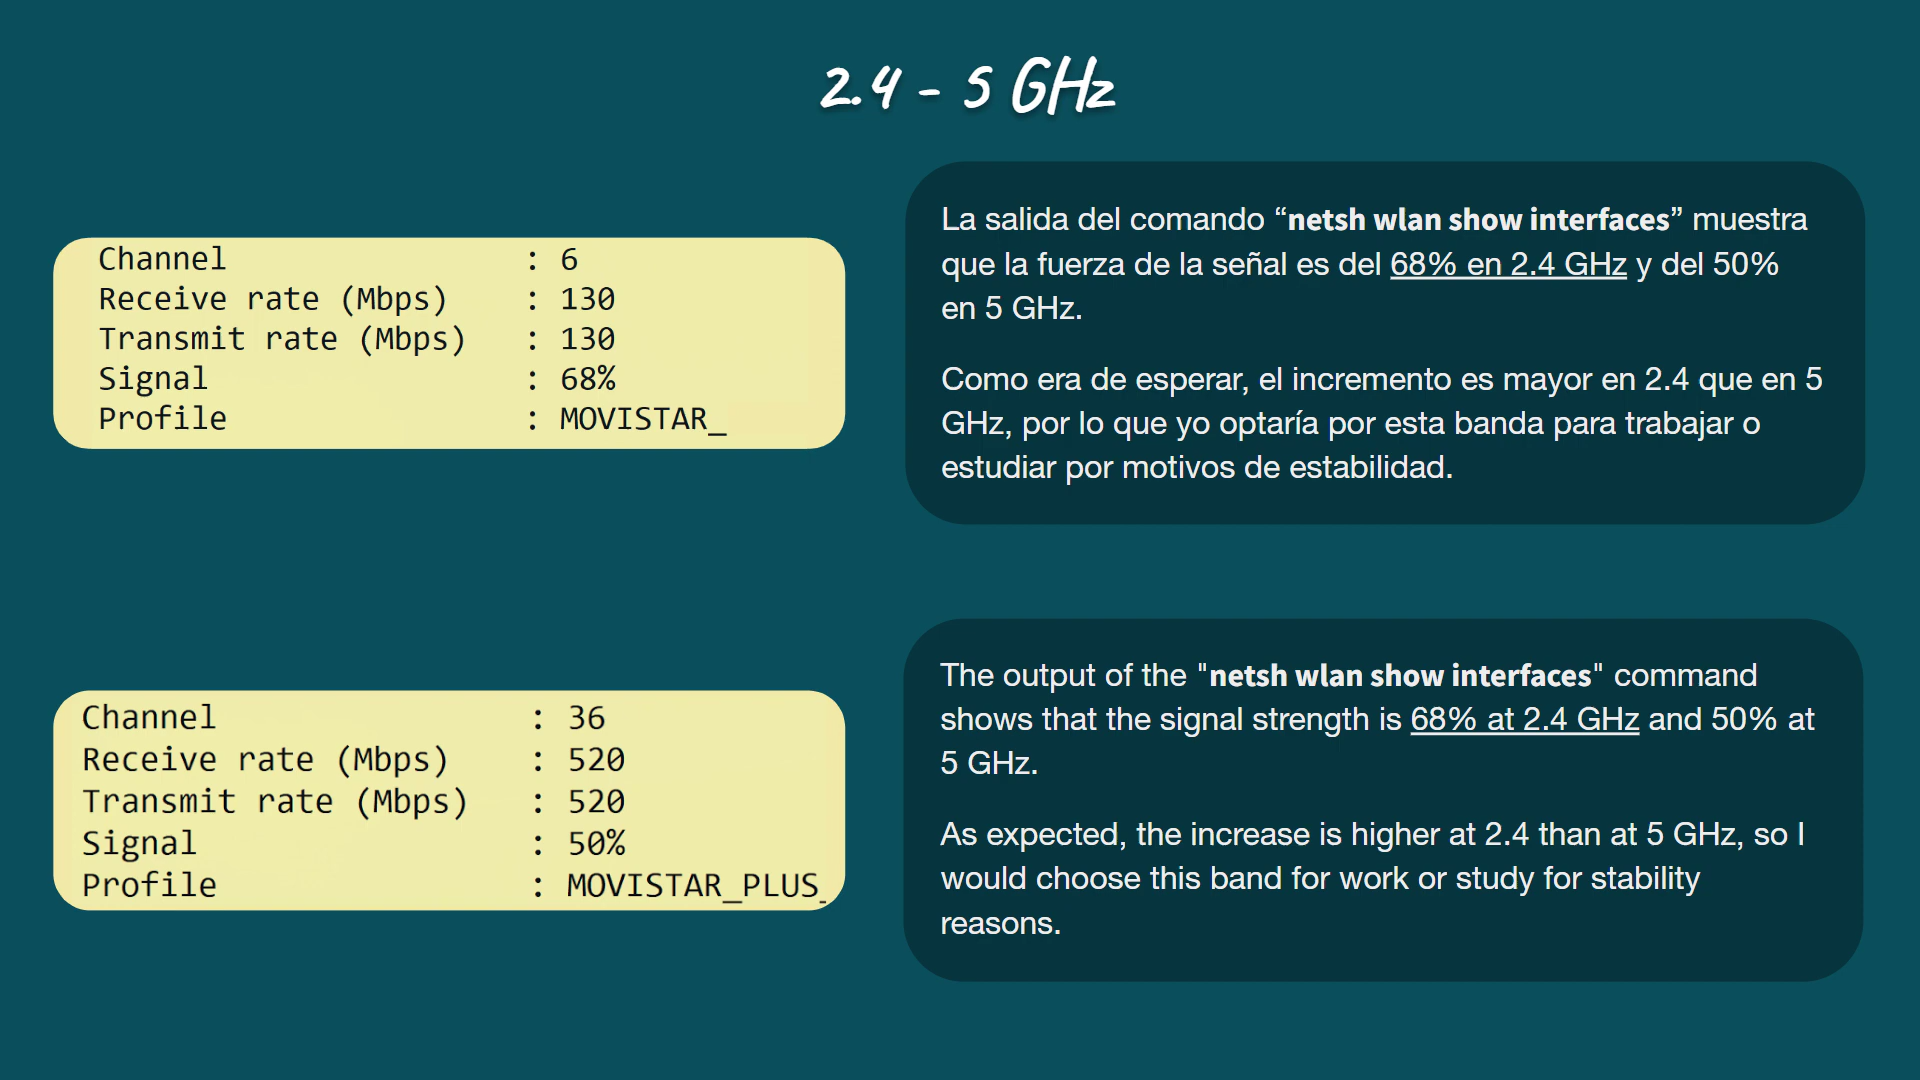 2.4 - 5 GHz
Channel : 6
Receive rate (Mbps) : 130
Transmit rate (Mbps) : 130
Signal : 68%
Profile : MOVISTAR_
La salida del comando “netsh wlan show interfaces” muestra
que la fuerza de la señal es del 68% en 2.4 GHz y del 50%
en 5 GHz.
Como era de esperar, el incremento es mayor en 2.4 que en 5
GHz, por lo que yo optaría por esta banda para trabajar o
estudiar por motivos de estabilidad.
Channel : 36
Receive rate (Mbps) : 520
Transmit rate (Mbps) : 520
Signal : 50%
Profile : MOVISTAR_PLUS_
The output of the "netsh wlan show interfaces" command
shows that the signal strength is 68% at 2.4 GHz and 50% at
5 GHz.
As expected, the increase is higher at 2.4 than at 5 GHz, so I
would choose this band for work or study for stability
reasons.